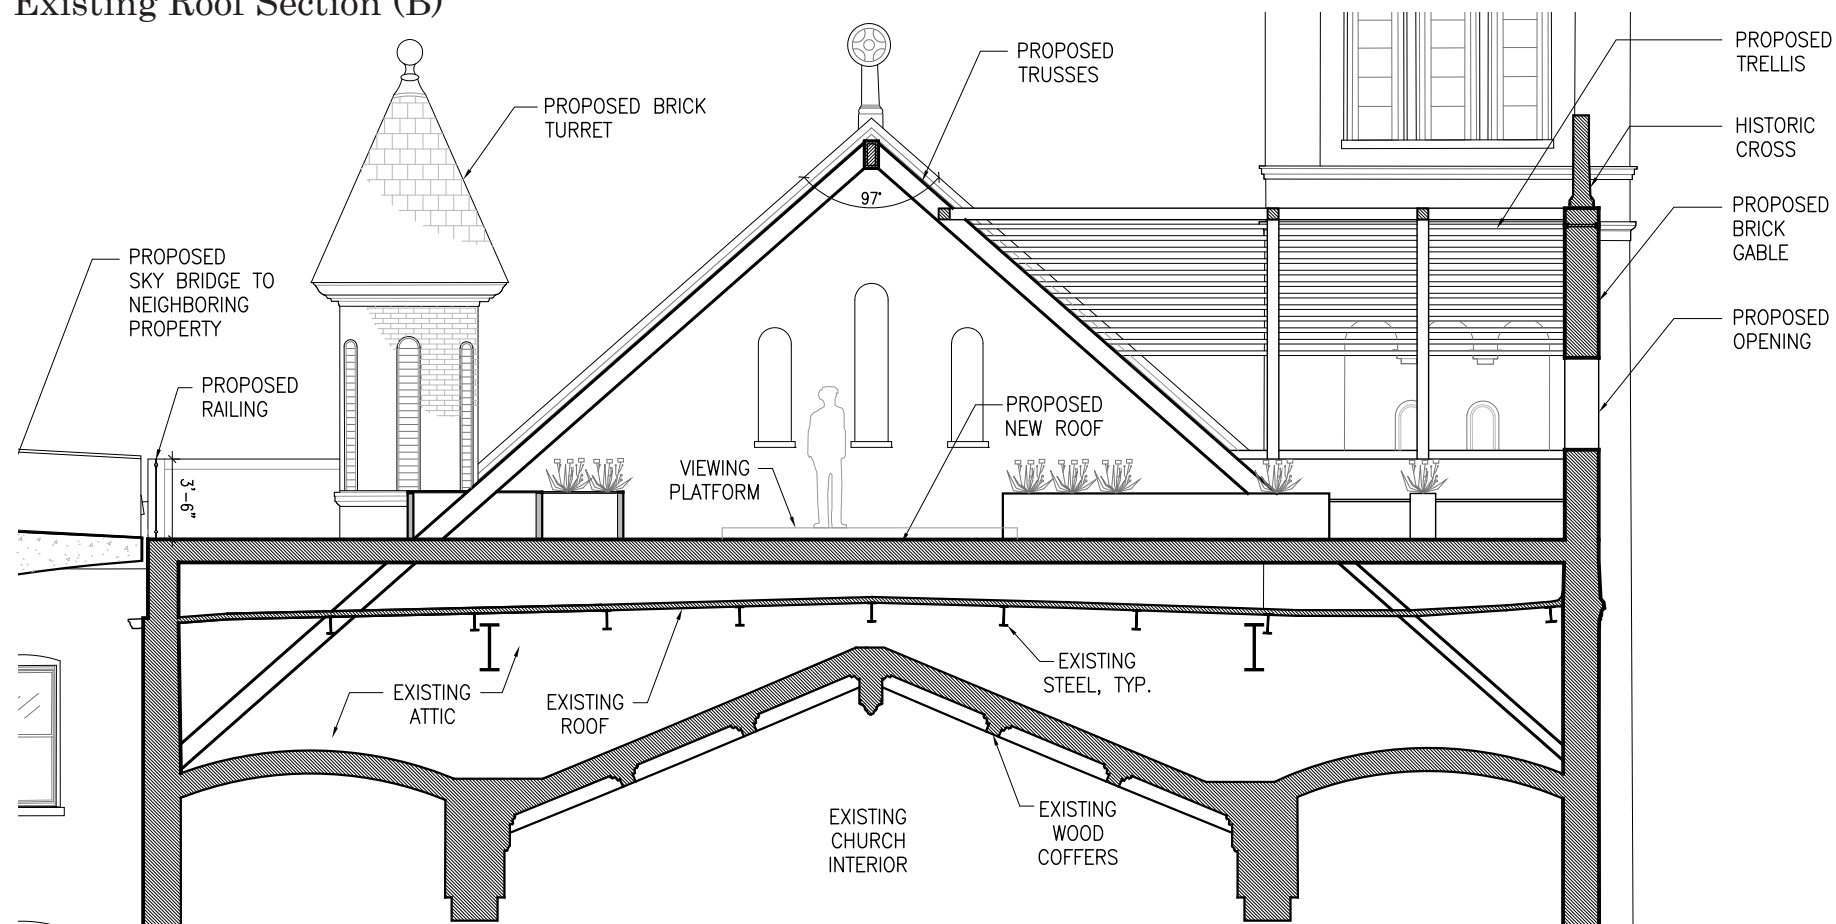 Existing Roof Section (B)
PROPOSED
TRUSSES
PROPOSED
TRELLIS
PROPOSED BRICK
TURRET
HISTORIC
CROSS
97°
PROPOSED
BRICK
GABLE
PROPOSED
SKY BRIDGE TO
NEIGHBORING
PROPERTY
PROPOSED
OPENING
PROPOSED
RAILING
PROPOSED
NEW ROOF
VIEWING
PLATFORM
3'-6"
EXISTING
STEEL, TYP.
EXISTING
ATTIC
EXISTING
ROOF
EXISTING
WOOD
COFFERS
EXISTING
CHURCH
INTERIOR